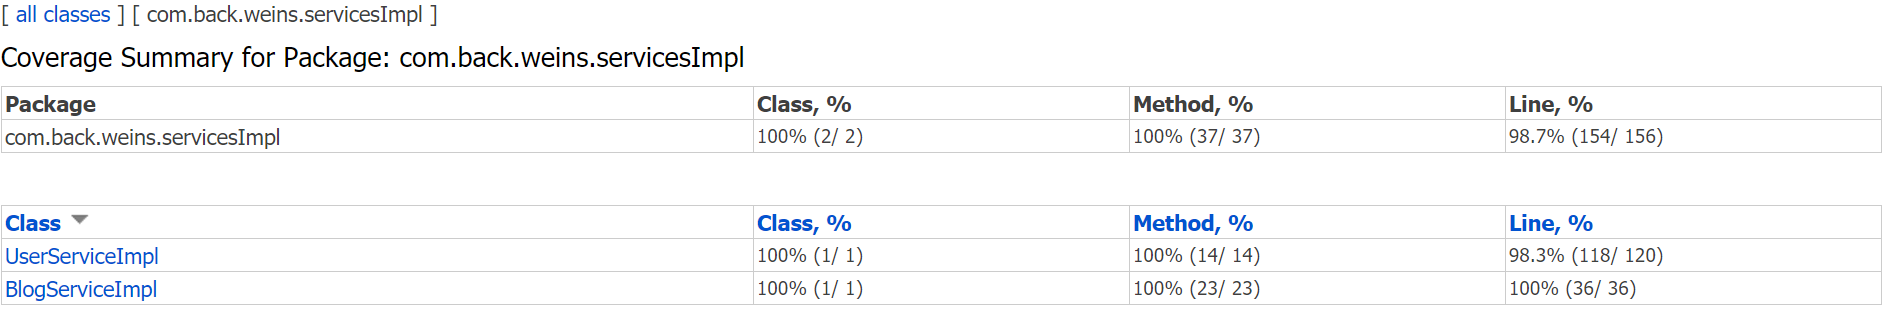 [ all classes ] [ com.back.weins.servicesImpl ]
Coverage Summary for Package: com.back.weins.servicesImpl
Package Class, % Method, % Line, %
com.back.weins.servicesImpl 100% (2/ 2) 100% (37/ 37) 98.7% (154/ 156)
Class Class, % Method, % Line, %
UserServiceImpl 100% (1/ 1) 100% (14/ 14) 98.3% (118/ 120)
BlogServiceImpl 100% (1/ 1) 100% (23/ 23) 100% (36/ 36)